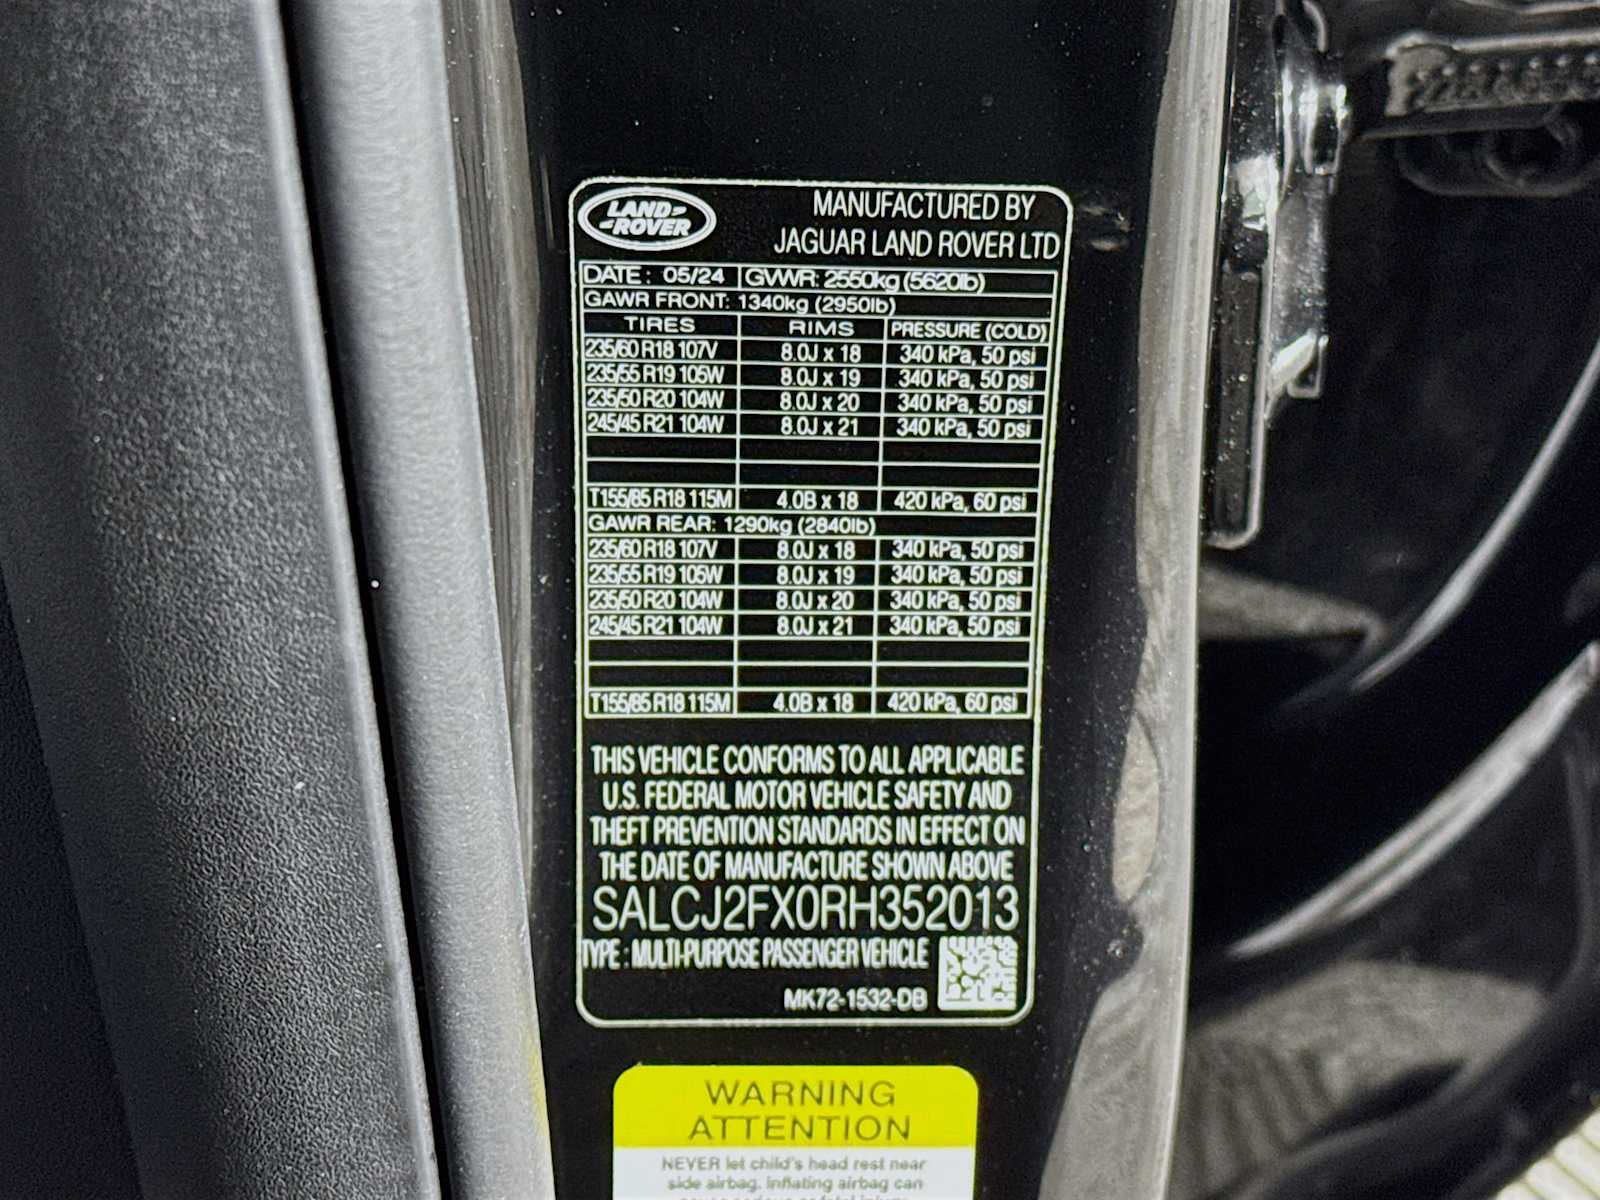 LAND ROVER
MANUFACTURED BY
JAGUAR LAND ROVER LTD
DATE: 05/24 GVWR: 2550kg (5620lb)
GAWR FRONT: 1340kg (2950lb)
TIRES RIMS PRESSURE (COLD)
235/60 R18 107V 8.0J x 18 340 kPa, 50 psi
235/55 R19 105W 8.0J x 19 340 kPa, 50 psi
235/50 R20 104W 8.0J x 20 340 kPa, 50 psi
245/45 R21 104W 8.0J x 21 340 kPa, 50 psi
T155/85 R18 115M 4.0B x 18 420 kPa, 60 psi
GAWR REAR: 1290kg (2840lb)
235/60 R18 107V 8.0J x 18 340 kPa, 50 psi
235/55 R19 105W 8.0J x 19 340 kPa, 50 psi
235/50 R20 104W 8.0J x 20 340 kPa, 50 psi
245/45 R21 104W 8.0J x 21 340 kPa, 50 psi
T155/85 R18 115M 4.0B x 18 420 kPa, 60 psi
THIS VEHICLE CONFORMS TO ALL APPLICABLE
U.S. FEDERAL MOTOR VEHICLE SAFETY AND
THEFT PREVENTION STANDARDS IN EFFECT ON
THE DATE OF MANUFACTURE SHOWN ABOVE
SALCJ2FX0RH352013
TYPE : MULTI-PURPOSE PASSENGER VEHICLE
MK72-1532-DB
WARNING
ATTENTION
NEVER let child's head rest near
side airbag. Inflating airbag can